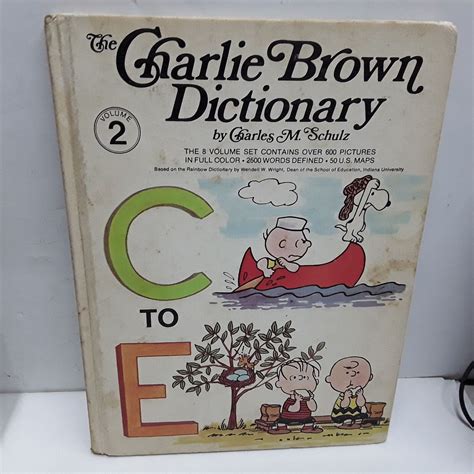 The Charlie Brown
Dictionary
VOLUME
2
by Charles M. Schulz
THE 8 VOLUME SET CONTAINS OVER 600 PICTURES
IN FULL COLOR • 2500 WORDS DEFINED • 50 U.S. MAPS
Based on the Rainbow Dictionary by Wendell W. Wright, Dean of the School of Education, Indiana University
C
TO
E